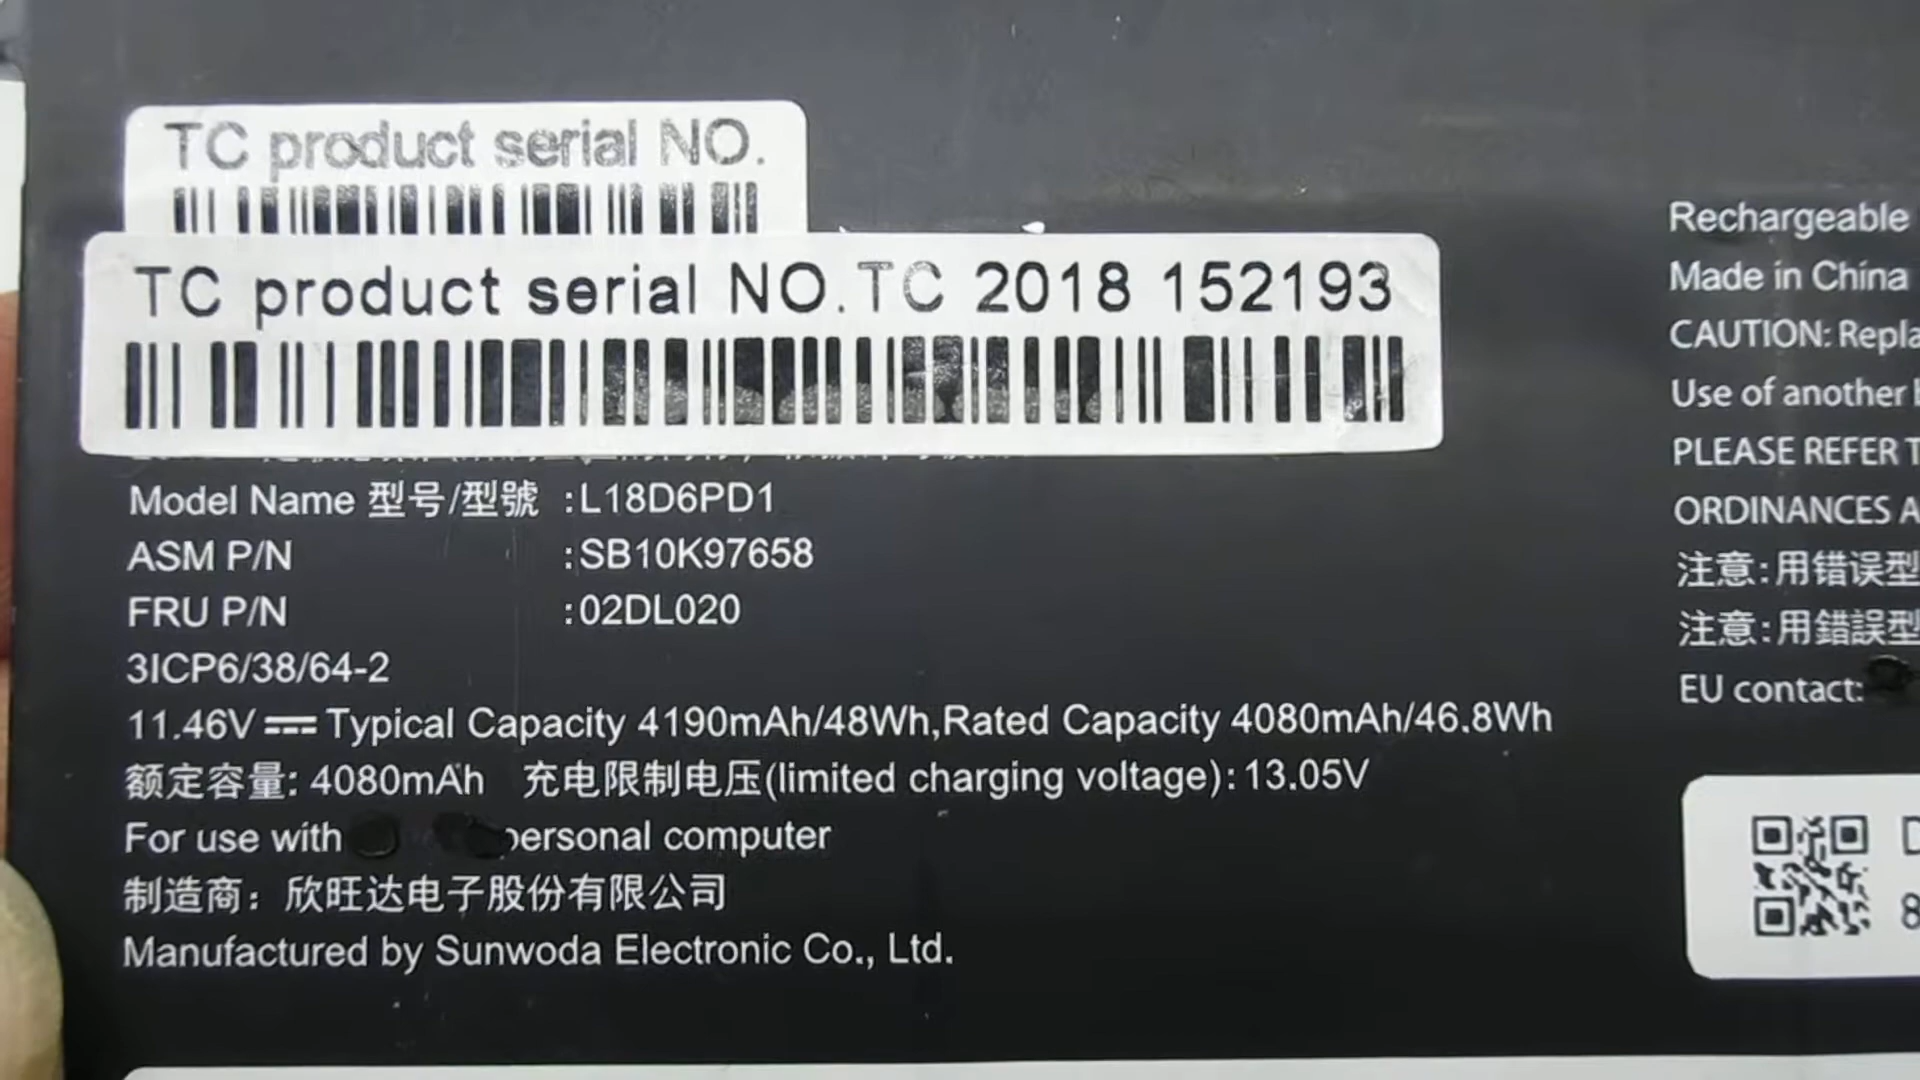 TC product serial NO.
TC product serial NO.TC 2018 152193
Model Name 型号/型號 :L18D6PD1
ASM P/N :SB10K97658
FRU P/N :02DL020
3ICP6/38/64-2
11.46V Typical Capacity 4190mAh/48Wh,Rated Capacity 4080mAh/46.8Wh
额定容量: 4080mAh 充电限制电压(limited charging voltage):13.05V
For use with personal computer
制造商：欣旺达电子股份有限公司
Manufactured by Sunwoda Electronic Co., Ltd.
Rechargeable
Made in China
CAUTION: Repla
Use of another
PLEASE REFER T
ORDINANCES A
注意:用错误型
注意:用錯誤型
EU contact: